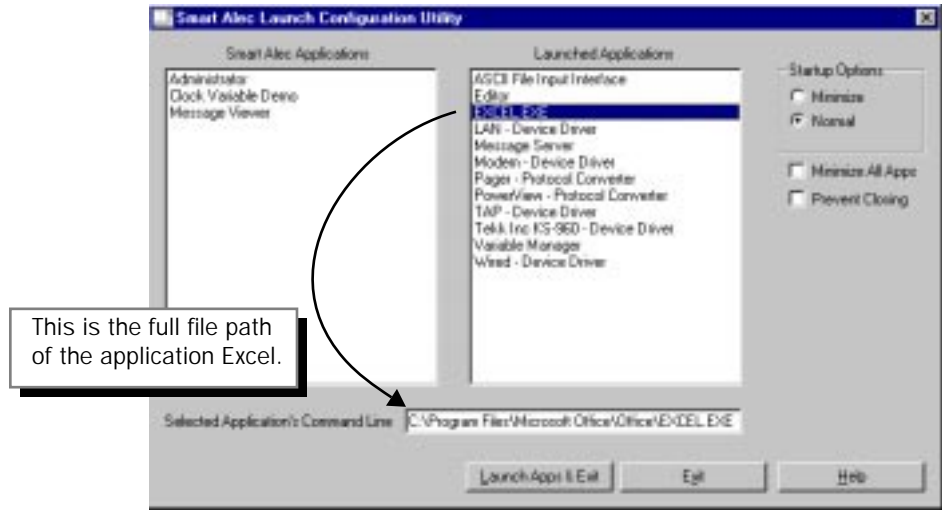 Smart Alec Launch Configuration Utility
Smart Alec Applications
Administrator
Clock Variable Demo
Message Viewer
Launched Applications
ASCII File Input Interface
Editor
EXCEL.EXE
LAN - Device Driver
Message Server
Modem - Device Driver
Pager - Protocol Converter
PowerView - Protocol Converter
TAP - Device Driver
Tekk Inc KS-960 - Device Driver
Variable Manager
Wired - Device Driver
Startup Options
Minimize
Normal
Minimize All Apps
Prevent Closing
This is the full file path
of the application Excel.
Selected Application's Command Line
C:\Program Files\Microsoft Office\Office\EXCEL.EXE
Launch Apps & Exit
Exit
Help